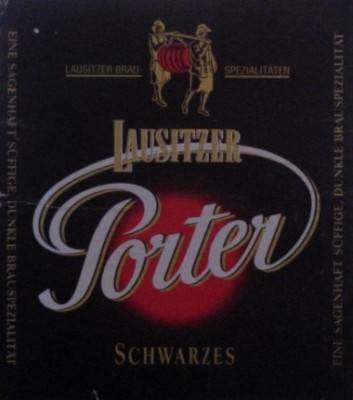 LAUSITZER BRAU- SPEZIALITÄTEN
LAUSITZER
Porter
SCHWARZES
EINE SAGENHAFT SÜFFIGE, DUNKLE BRAUSPEZIALITÄT
EINE SAGENHAFT SÜFFIGE, DUNKLE BRAUSPEZIALITÄT